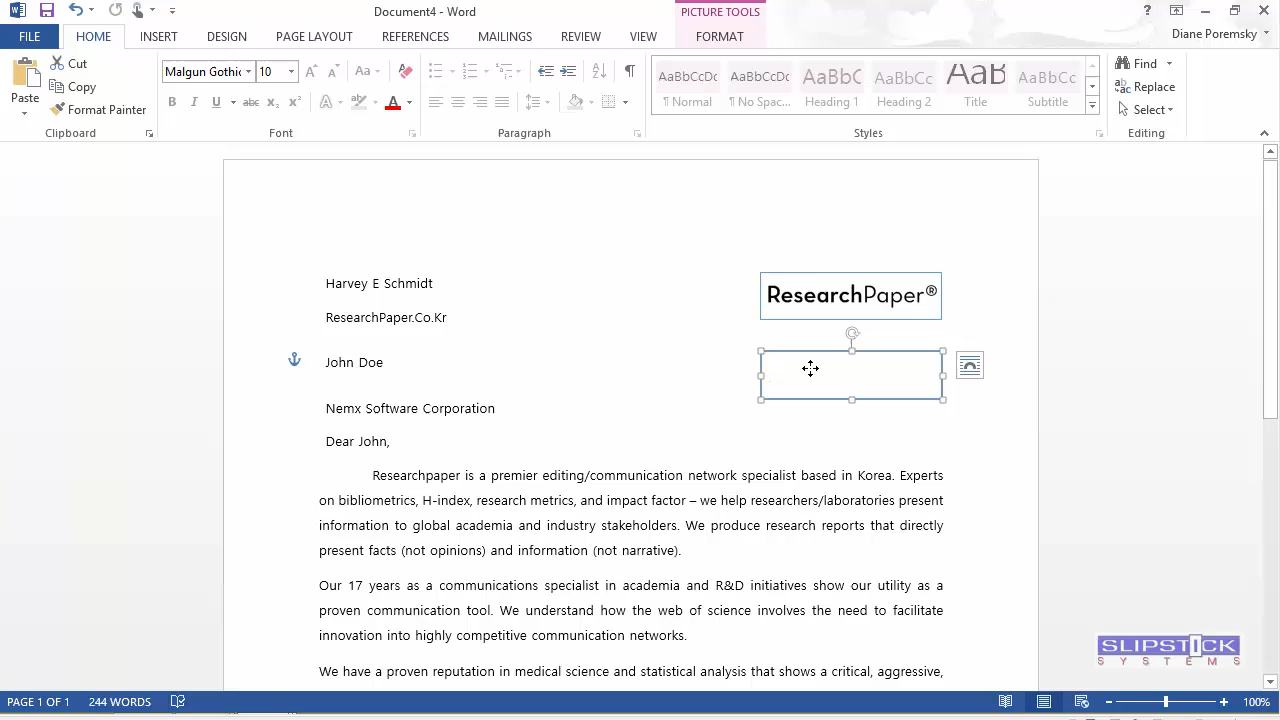 Document4 - Word
PICTURE TOOLS
FILE
HOME
INSERT
DESIGN
PAGE LAYOUT
REFERENCES
MAILINGS
REVIEW
VIEW
FORMAT
Diane Poremsky
Paste
Cut
Copy
Format Painter
Clipboard
Malgun Gothic
10
Font
Paragraph
AaBbCcDc
¶ Normal
AaBbCcDc
¶ No Spac...
AaBbC
Heading 1
AaBbCc
Heading 2
AaB
Title
AaBbCc
Subtitle
Styles
Find
Replace
Select
Editing
Harvey E Schmidt
ResearchPaper®
ResearchPaper.Co.Kr
John Doe
Nemx Software Corporation
Dear John,
Researchpaper is a premier editing/communication network specialist based in Korea. Experts
on bibliometrics, H-index, research metrics, and impact factor – we help researchers/laboratories present
information to global academia and industry stakeholders. We produce research reports that directly
present facts (not opinions) and information (not narrative).
Our 17 years as a communications specialist in academia and R&D initiatives show our utility as a
proven communication tool. We understand how the web of science involves the need to facilitate
innovation into highly competitive communication networks.
We have a proven reputation in medical science and statistical analysis that shows a critical, aggressive,
SLIPSTICK
SYSTEMS
PAGE 1 OF 1
244 WORDS
100%